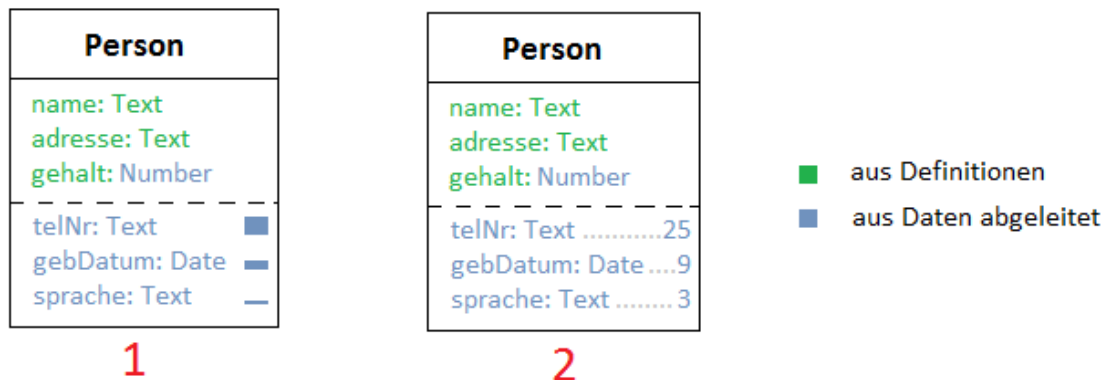 Person
name: Text
adresse: Text
gehalt: Number
telNr: Text
gebDatum: Date
sprache: Text
1
Person
name: Text
adresse: Text
gehalt: Number
telNr: Text ...........25
gebDatum: Date ....9
sprache: Text ........ 3
2
aus Definitionen
aus Daten abgeleitet